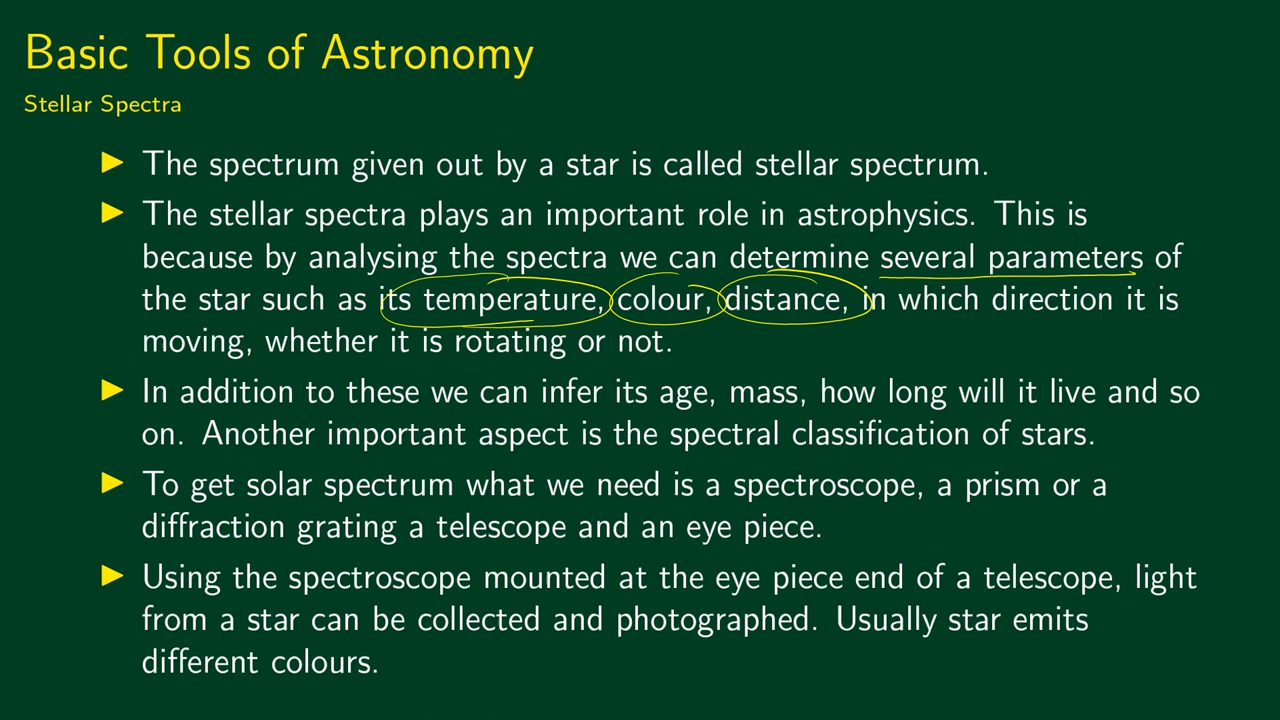 Basic Tools of Astronomy
Stellar Spectra
▶ The spectrum given out by a star is called stellar spectrum.
▶ The stellar spectra plays an important role in astrophysics. This is
because by analysing the spectra we can determine several parameters of
the star such as its temperature, colour, distance, in which direction it is
moving, whether it is rotating or not.
▶ In addition to these we can infer its age, mass, how long will it live and so
on. Another important aspect is the spectral classification of stars.
▶ To get solar spectrum what we need is a spectroscope, a prism or a
diffraction grating a telescope and an eye piece.
▶ Using the spectroscope mounted at the eye piece end of a telescope, light
from a star can be collected and photographed. Usually star emits
different colours.